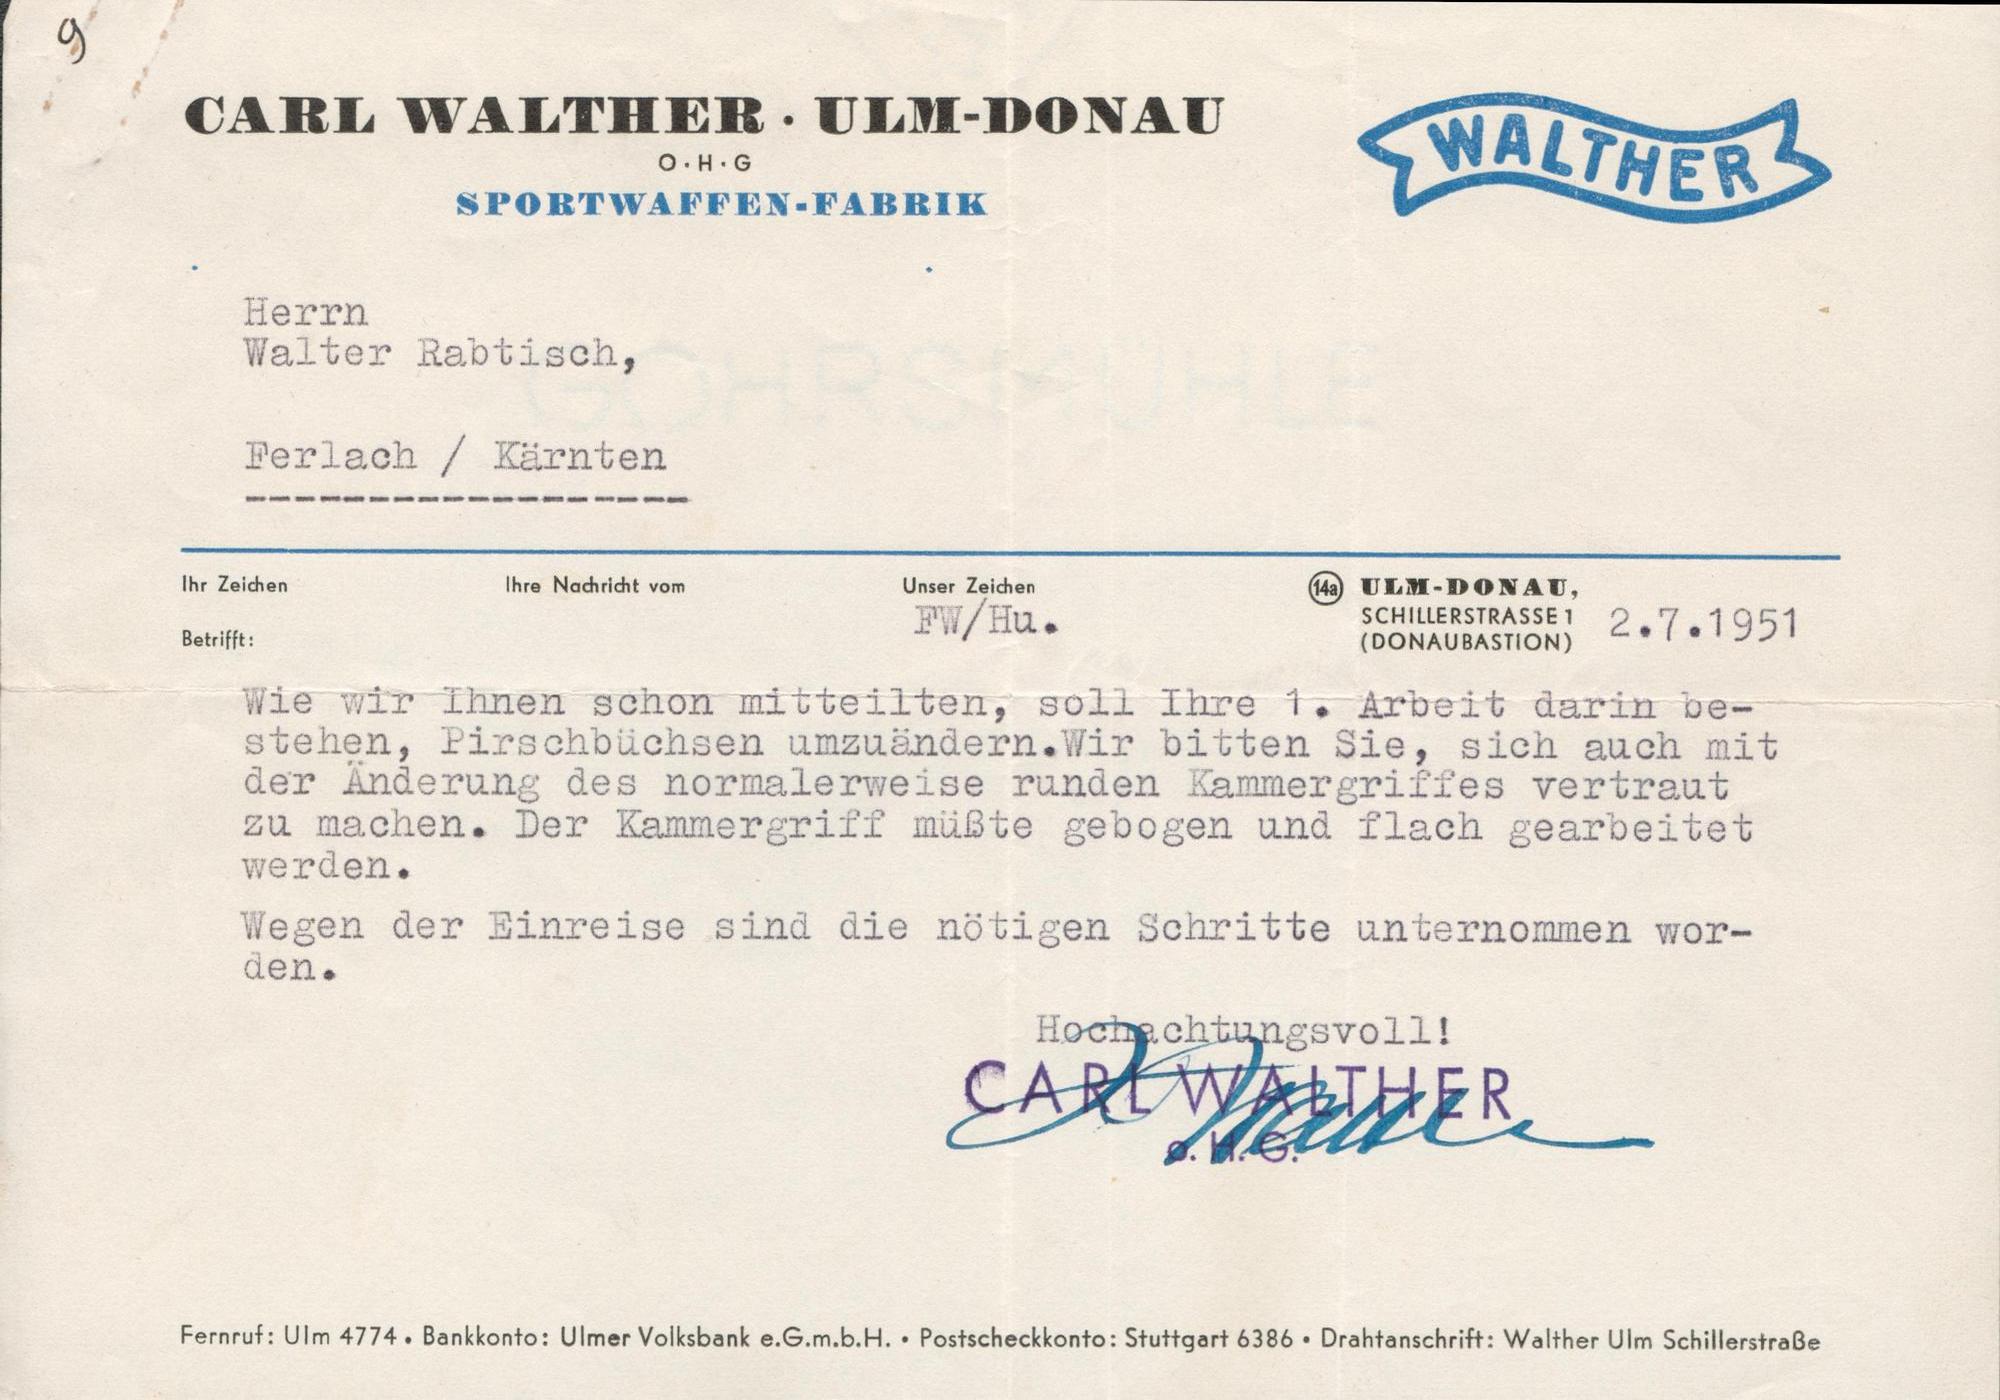 9
CARL WALTHER · ULM-DONAU
O·H·G
SPORTWAFFEN-FABRIK
WALTHER
Herrn
Walter Rabtisch,
Ferlach / Kärnten
GOHRSMÜHLE
Ihr Zeichen
Ihre Nachricht vom
Unser Zeichen
FW/Hu.
14a ULM-DONAU,
SCHILLERSTRASSE 1
(DONAUBASTION)
2.7.1951
Betrifft:
Wie wir Ihnen schon mitteilten, soll Ihre 1. Arbeit darin be-
stehen, Pirschbüchsen umzuändern.Wir bitten Sie, sich auch mit
der Änderung des normalerweise runden Kammergriffes vertraut
zu machen. Der Kammergriff müßte gebogen und flach gearbeitet
werden.
Wegen der Einreise sind die nötigen Schritte unternommen wor-
den.
Hochachtungsvoll!
CARL WALTHER
O.H.G.
Fernruf: Ulm 4774 • Bankkonto: Ulmer Volksbank e.G.m.b.H. • Postscheckkonto: Stuttgart 6386 • Drahtanschrift: Walther Ulm Schillerstraße